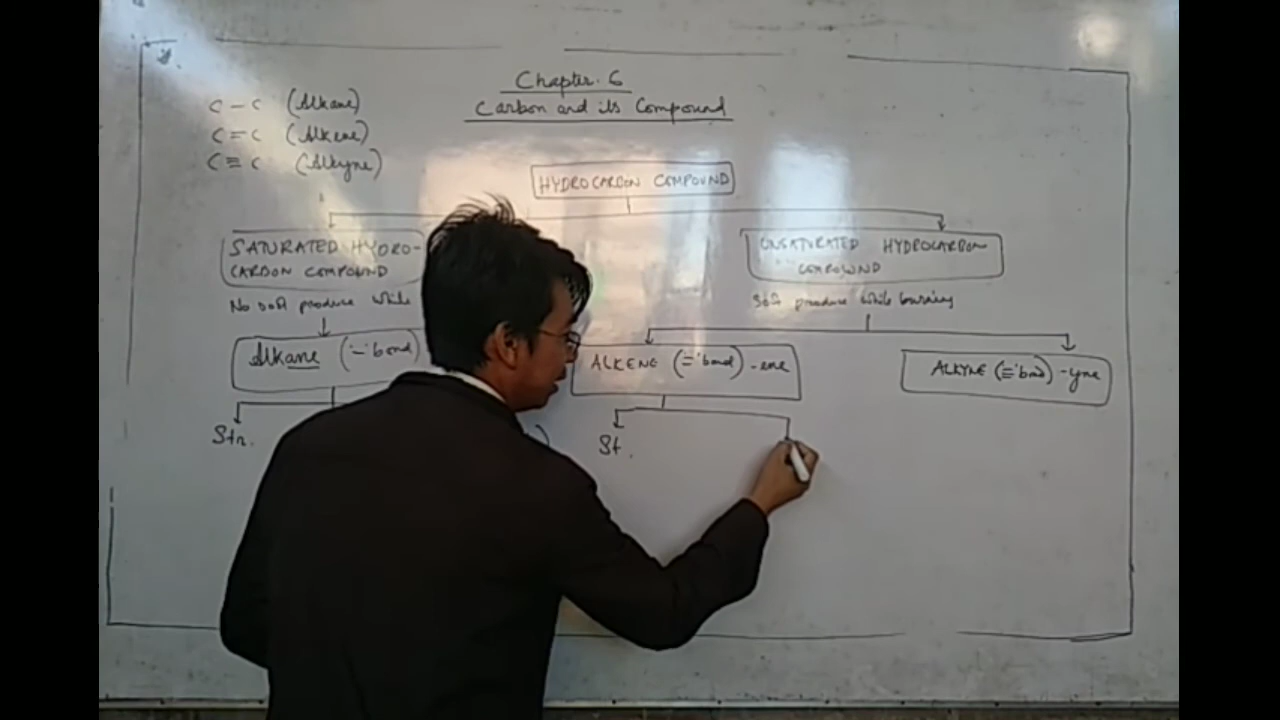 Chapter. 6
Carbon and its Compound
C – C (Alkane)
C = C (Alkene)
C ≡ C (Alkyne)
HYDROCARBON COMPOUND
SATURATED HYDRO-
CARBON COMPOUND
No soot produce while
Alkane ('–' bond)
Str.
UNSATURATED HYDROCARBON
COMPOUND
Soot produce while burning
ALKENE ('=' bond) - ene
St.
ALKYNE ('≡' bond) - yne